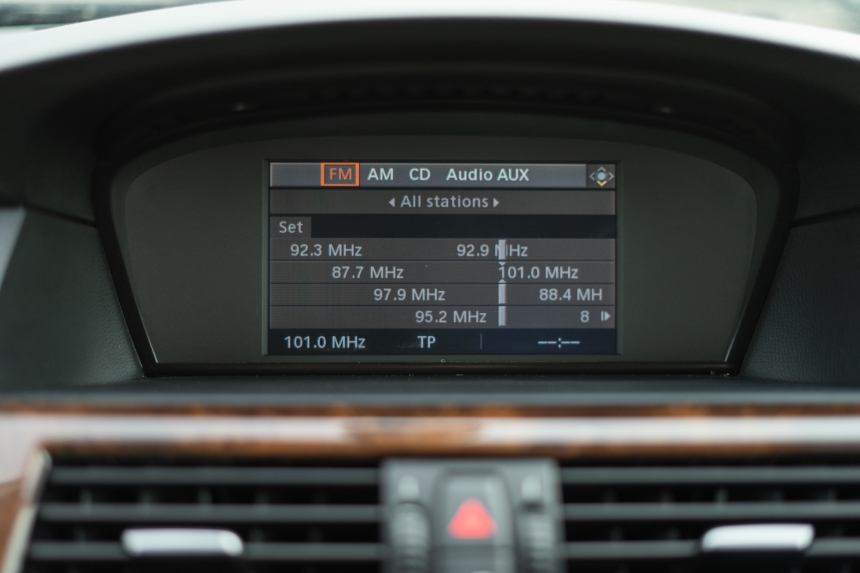 FM AM CD Audio AUX
All stations
Set
92.3 MHz 92.9 MHz
87.7 MHz 101.0 MHz
97.9 MHz 88.4 MH
95.2 MHz 8
101.0 MHz TP --:--